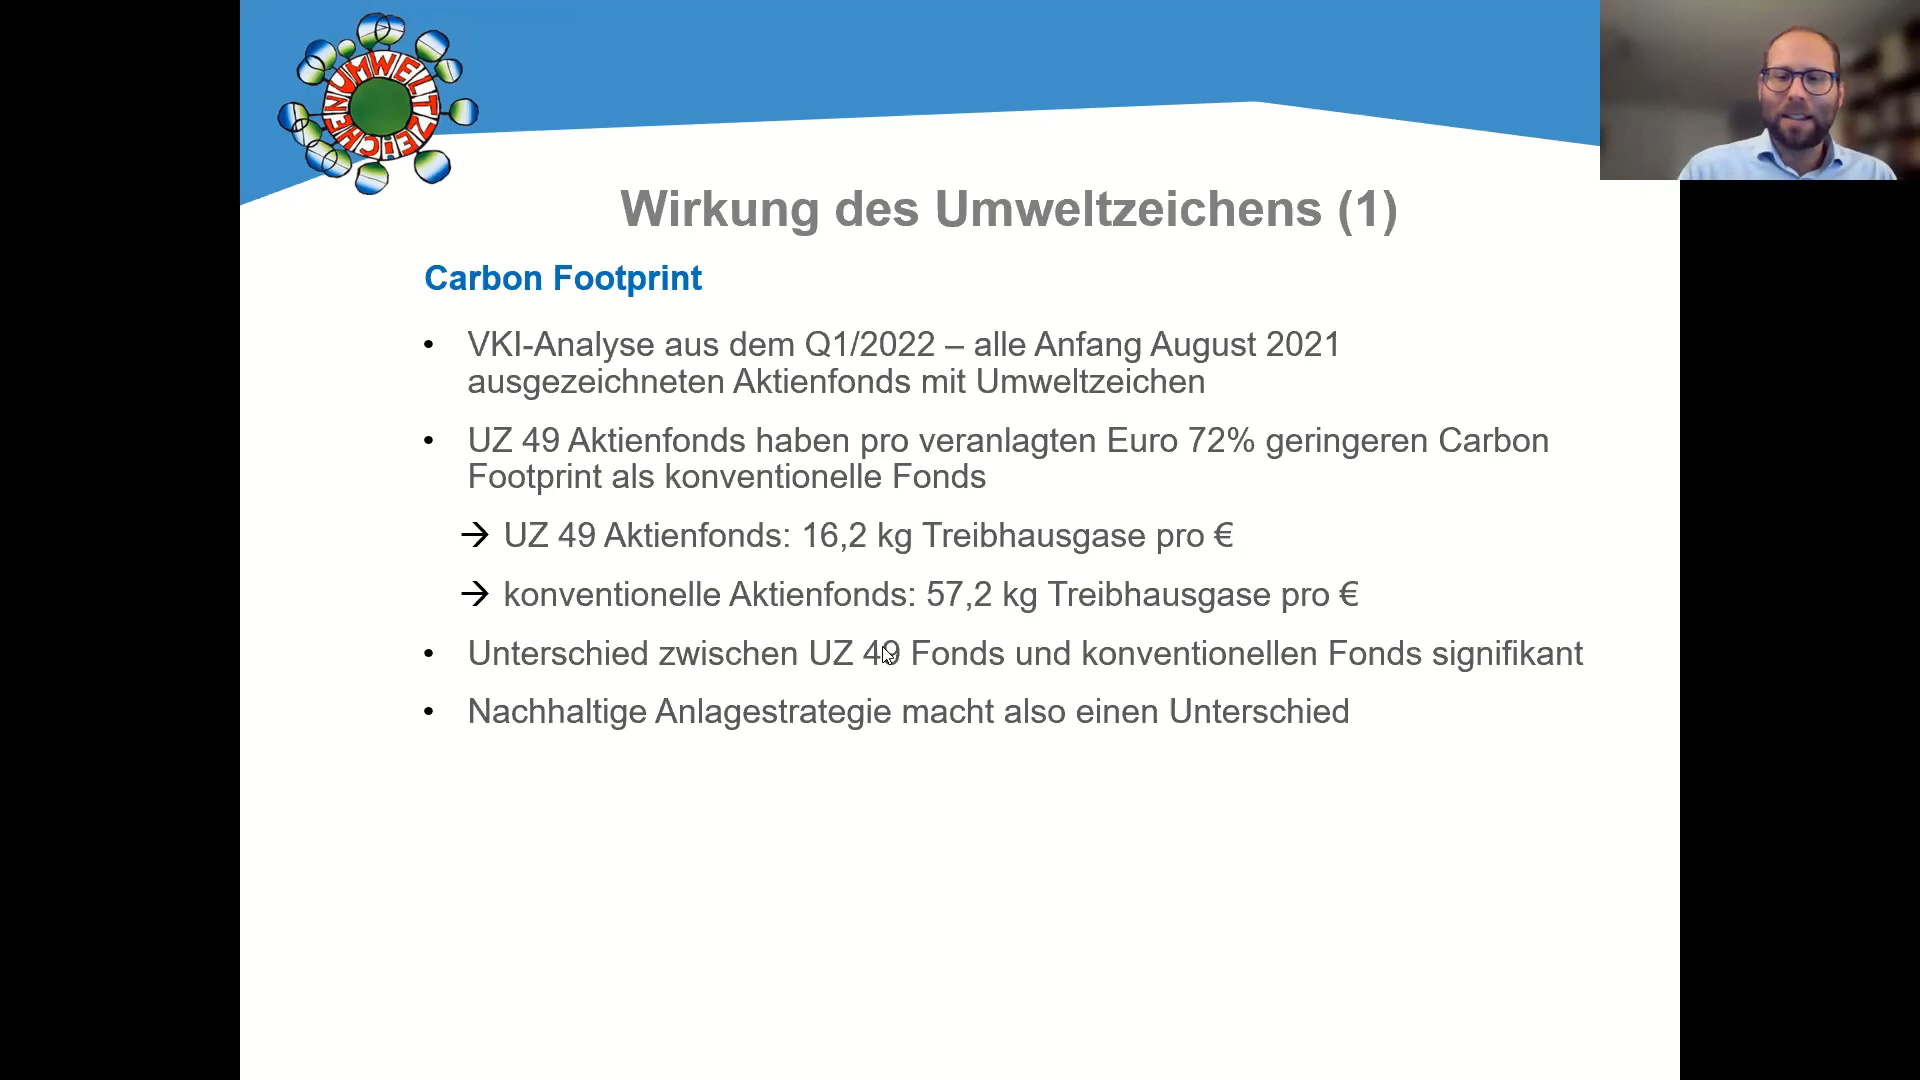 UMWELTZEICHEN
Wirkung des Umweltzeichens (1)
Carbon Footprint
• VKI-Analyse aus dem Q1/2022 – alle Anfang August 2021
ausgezeichneten Aktienfonds mit Umweltzeichen
• UZ 49 Aktienfonds haben pro veranlagten Euro 72% geringeren Carbon
Footprint als konventionelle Fonds
→ UZ 49 Aktienfonds: 16,2 kg Treibhausgase pro €
→ konventionelle Aktienfonds: 57,2 kg Treibhausgase pro €
• Unterschied zwischen UZ 49 Fonds und konventionellen Fonds signifikant
• Nachhaltige Anlagestrategie macht also einen Unterschied